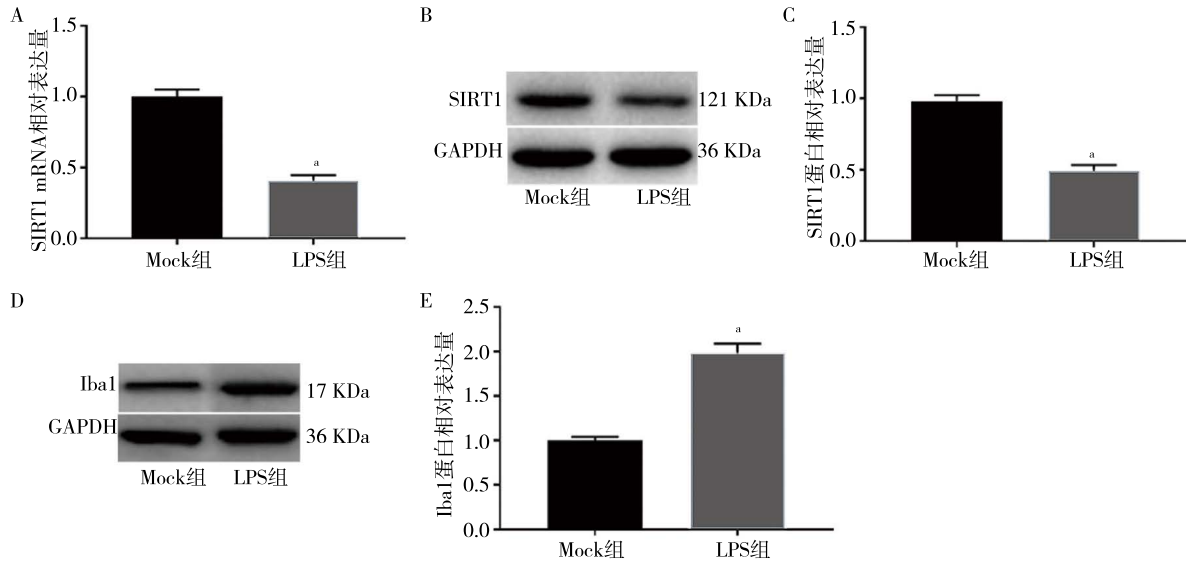 A
SIRT1 mRNA相对表达量
1.5
1.0
0.5
0.0
a
Mock组 LPS组
B
SIRT1 121 KDa
GAPDH 36 KDa
Mock组 LPS组
C
SIRT1蛋白相对表达量
1.5
1.0
0.5
0.0
a
Mock组 LPS组
D
Iba1 17 KDa
GAPDH 36 KDa
Mock组 LPS组
E
Iba1蛋白相对表达量
2.5
2.0
1.5
1.0
0.5
0.0
a
Mock组 LPS组